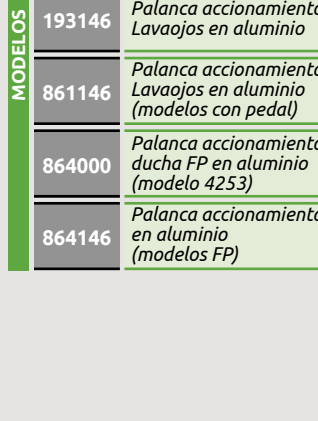 MODELOS
193146
Palanca accionamiento
Lavaojos en aluminio
861146
Palanca accionamiento
Lavaojos en aluminio
(modelos con pedal)
864000
Palanca accionamiento
ducha FP en aluminio
(modelo 4253)
864146
Palanca accionamiento
en aluminio
(modelos FP)